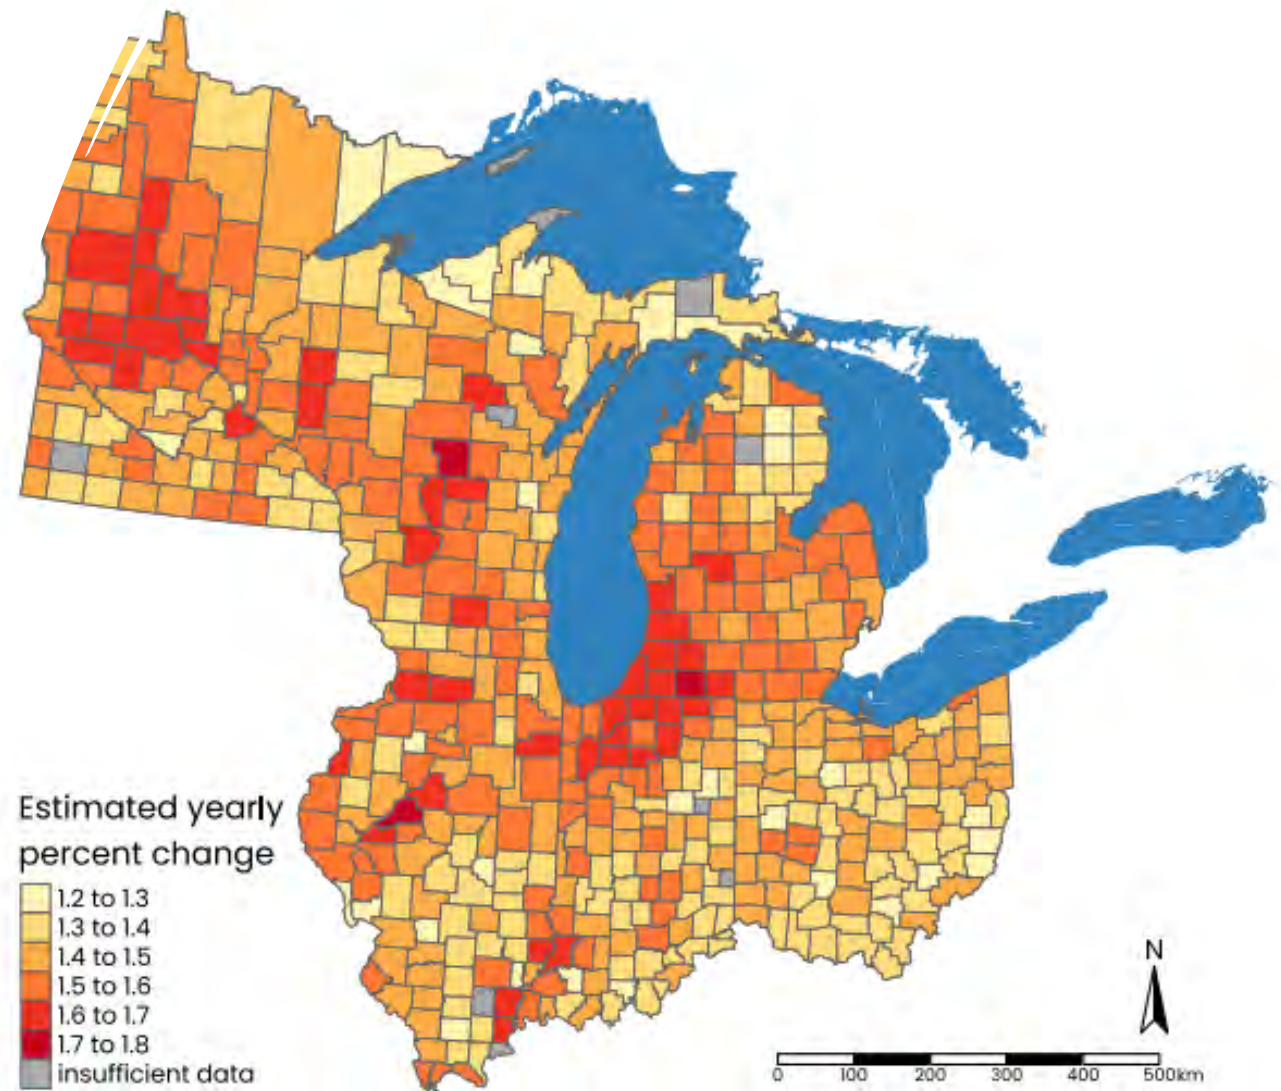 Estimated yearly
percent change
1.2 to 1.3
1.3 to 1.4
1.4 to 1.5
1.5 to 1.6
1.6 to 1.7
1.7 to 1.8
insufficient data
N
0 100 200 300 400 500km